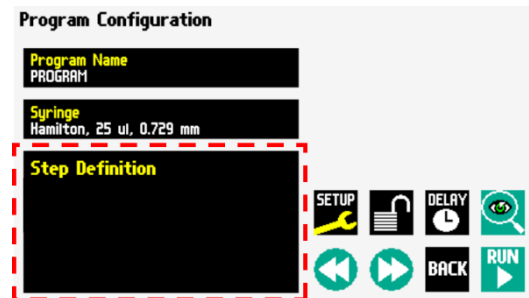 Program Configuration
Program Name
PROGRAM
Syringe
Hamilton, 25 ul, 0.729 mm
Step Definition
SETUP
DELAY
BACK
RUN